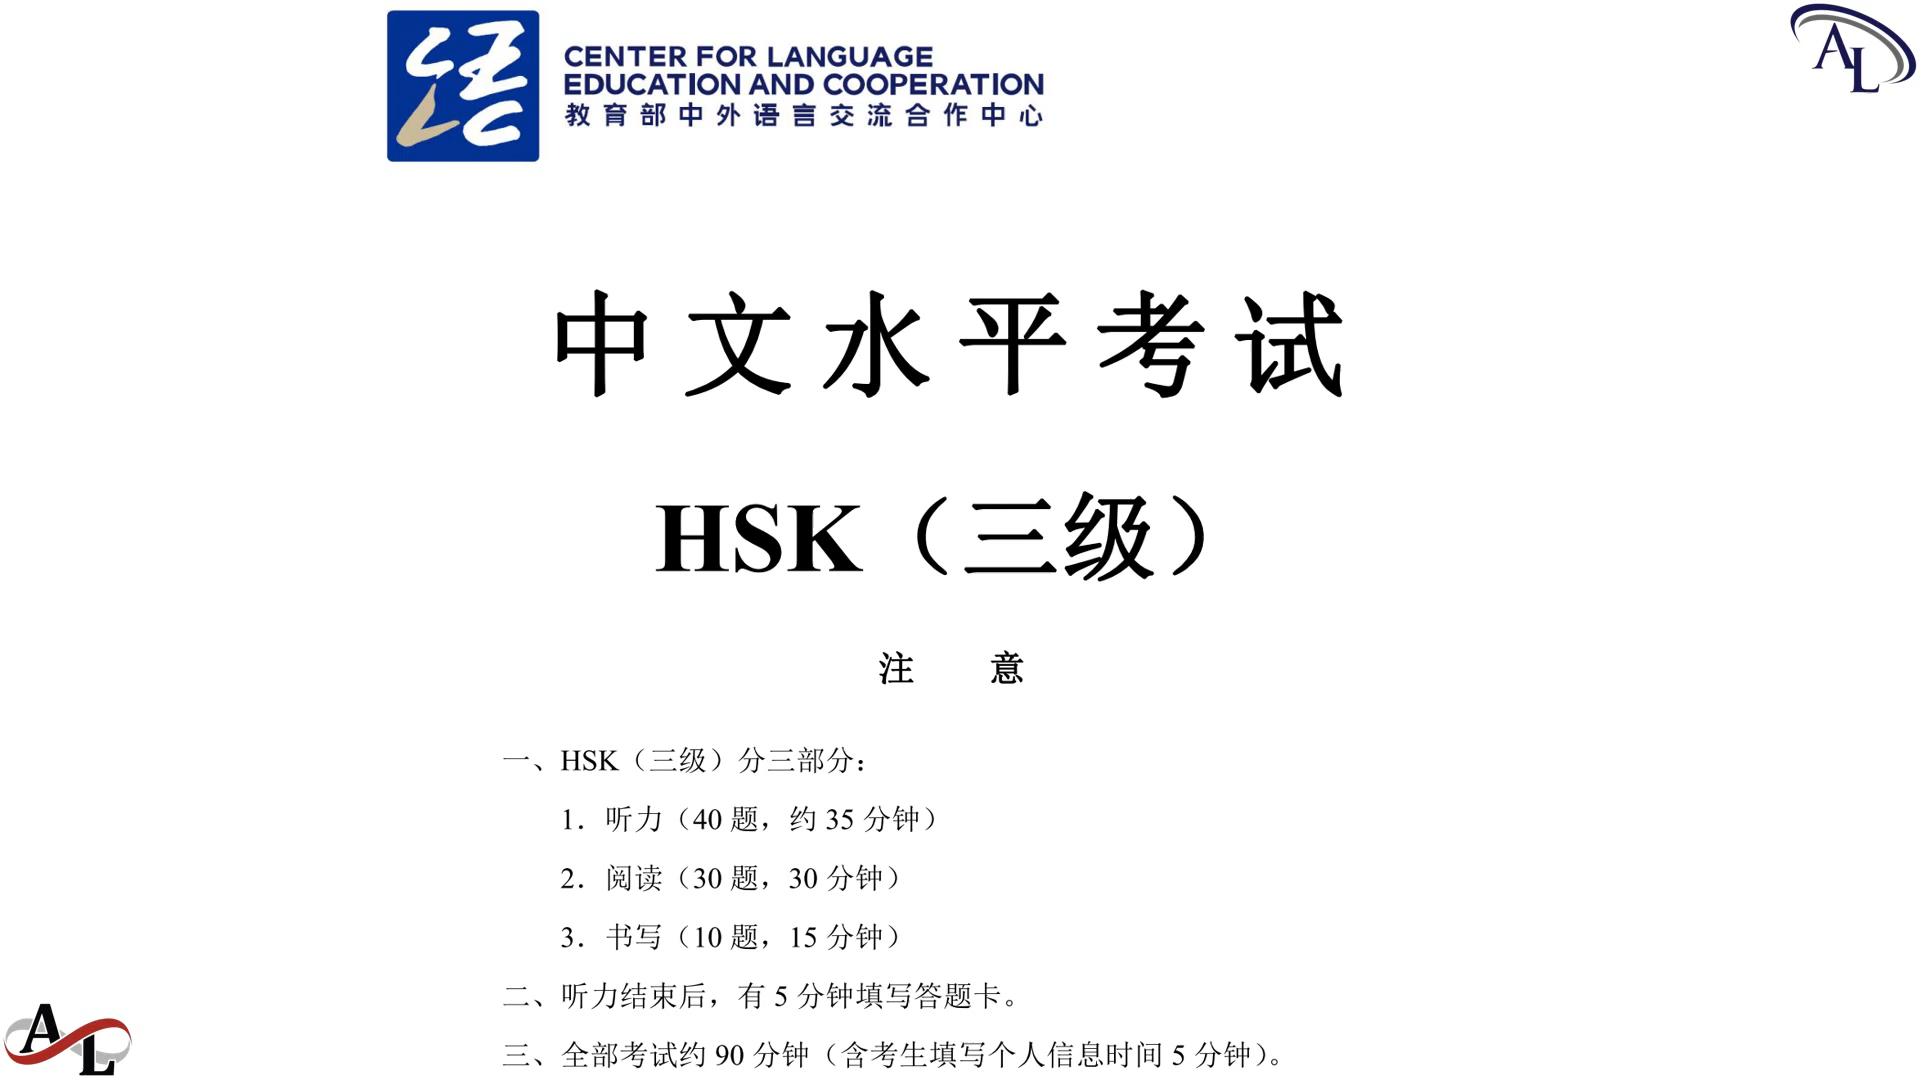 语
CENTER FOR LANGUAGE
EDUCATION AND COOPERATION
教育部中外语言交流合作中心
AL
中文水平考试
HSK（三级）
注 意
一、HSK（三级）分三部分：
1．听力（40 题，约 35 分钟）
2．阅读（30 题，30 分钟）
3．书写（10 题，15 分钟）
二、听力结束后，有 5 分钟填写答题卡。
三、全部考试约 90 分钟（含考生填写个人信息时间 5 分钟）。
AL